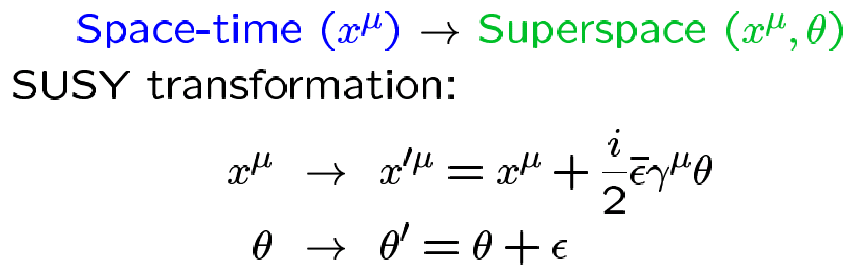 Space-time (x^μ) → Superspace (x^μ, θ)
SUSY transformation:
x^μ → x'^μ = x^μ + i/2 ε̄γ^μθ
θ → θ' = θ + ϵ